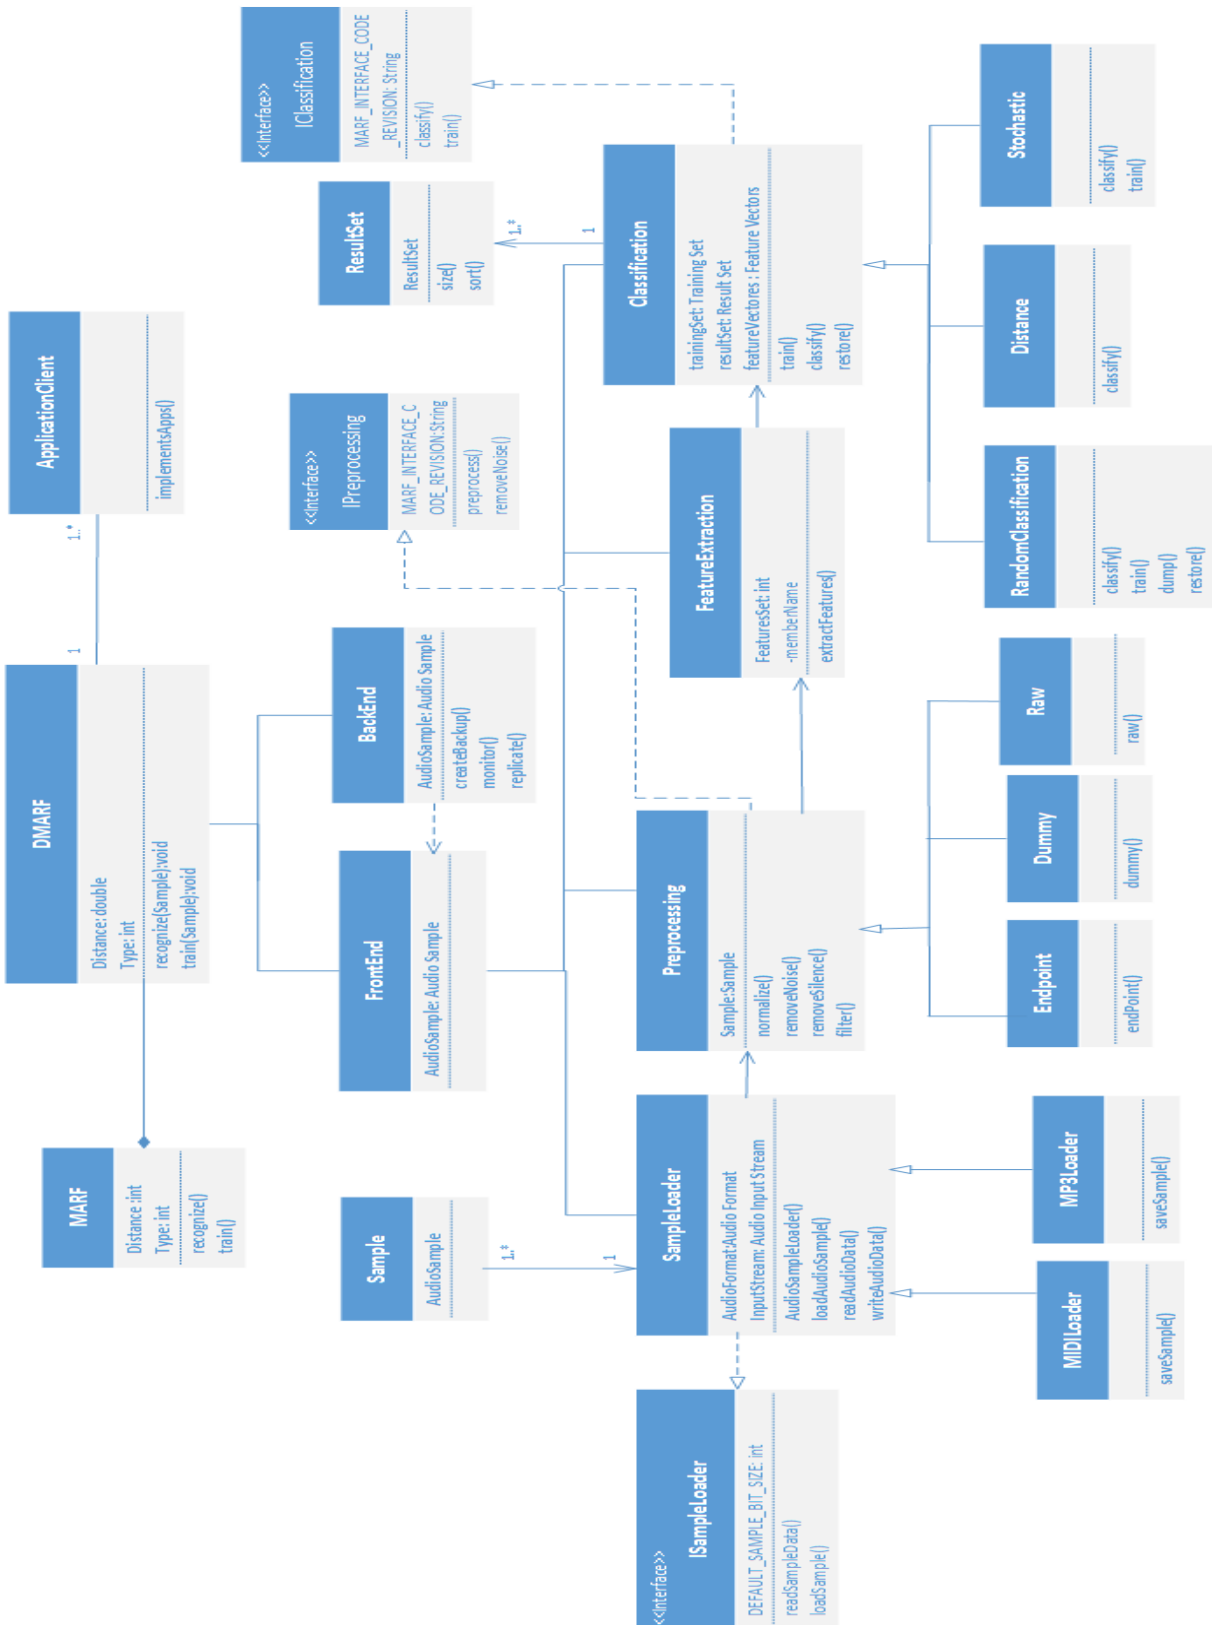 MARF
Distance :int
Type: int
recognize()
train()
DMARF
Distance: double
Type: int
recognize(Sample):void
train(Sample):void
1
1..*
ApplicationClient
implementsApps()
Sample
AudioSample
1..*
1
FrontEnd
AudioSample: Audio Sample
BackEnd
AudioSample: Audio Sample
createBackup()
monitor()
replicate()
<<Interface>>
IPreprocessing
MARF_INTERFACE_C
ODE_REVISION:String
preprocess()
removeNoise()
ResultSet
ResultSet
size()
sort()
1..*
1
<<Interface>>
IClassification
MARF_INTERFACE_CODE
_REVISION: String
classify()
train()
<<Interface>>
ISampleLoader
DEFAULT_SAMPLE_BIT_SIZE: int
readSampleData()
loadSample()
SampleLoader
AudioFormat:Audio Format
InputStream: Audio Input Stream
AudioSampleLoader()
loadAudioSample()
readAudioData()
writeAudioData()
Preprocessing
Sample:Sample
normalize()
removeNoise()
removeSilence()
filter()
FeatureExtraction
FeaturesSet: int
-memberName
extractFeatures()
Classification
trainingSet: Training Set
resultSet: Result Set
featureVectores : Feature Vectors
train()
classify()
restore()
MIDILoader
saveSample()
MP3Loader
saveSample()
Endpoint
endPoint()
Dummy
dummy()
Raw
raw()
RandomClassification
classify()
train()
dump()
restore()
Distance
classify()
Stochastic
classify()
train()